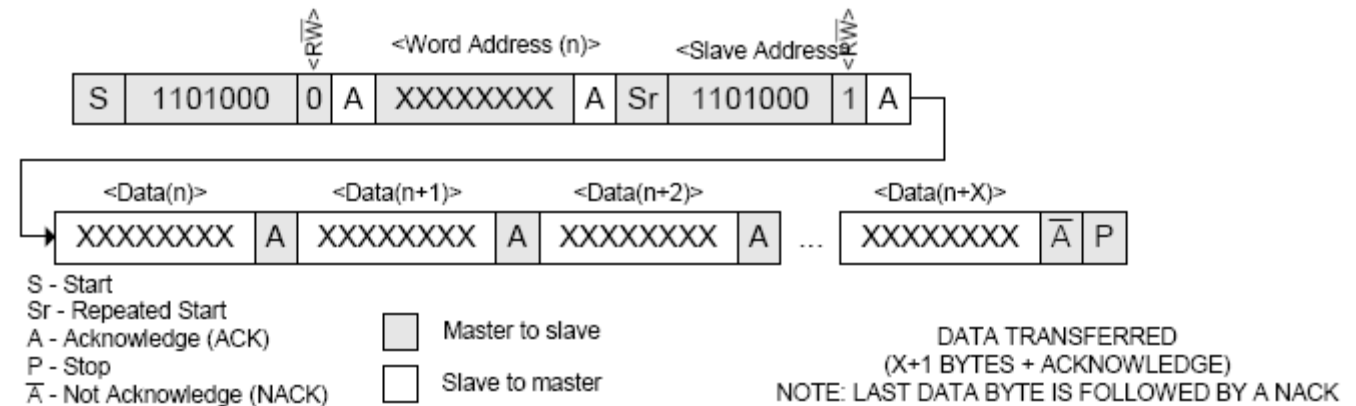 <RW̅> <Word Address (n)> <Slave Address> <RW̅>
S 1101000 0 A XXXXXXXX A Sr 1101000 1 A
<Data(n)> <Data(n+1)> <Data(n+2)> <Data(n+X)>
XXXXXXXX A XXXXXXXX A XXXXXXXX A ... XXXXXXXX A̅ P
S - Start
Sr - Repeated Start
A - Acknowledge (ACK)
P - Stop
A̅ - Not Acknowledge (NACK)
Master to slave
Slave to master
DATA TRANSFERRED
(X+1 BYTES + ACKNOWLEDGE)
NOTE: LAST DATA BYTE IS FOLLOWED BY A NACK